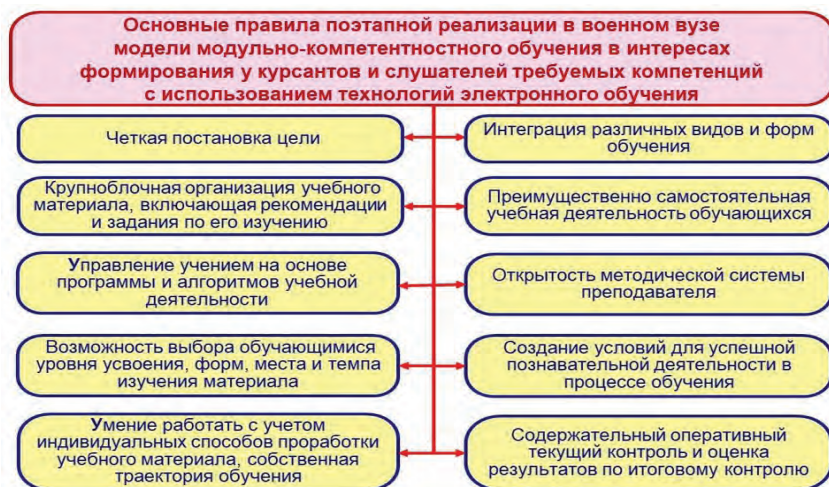 Основные правила поэтапной реализации в военном вузе
модели модульно-компетентностного обучения в интересах
формирования у курсантов и слушателей требуемых компетенций
с использованием технологий электронного обучения
Четкая постановка цели
Интеграция различных видов и форм
обучения
Крупноблочная организация учебного
материала, включающая рекомендации
и задания по его изучению
Преимущественно самостоятельная
учебная деятельность обучающихся
Управление учением на основе
программы и алгоритмов учебной
деятельности
Открытость методической системы
преподавателя
Возможность выбора обучающимися
уровня усвоения, форм, места и темпа
изучения материала
Создание условий для успешной
познавательной деятельности в
процессе обучения
Умение работать с учетом
индивидуальных способов проработки
учебного материала, собственная
траектория обучения
Содержательный оперативный
текущий контроль и оценка
результатов по итоговому контролю